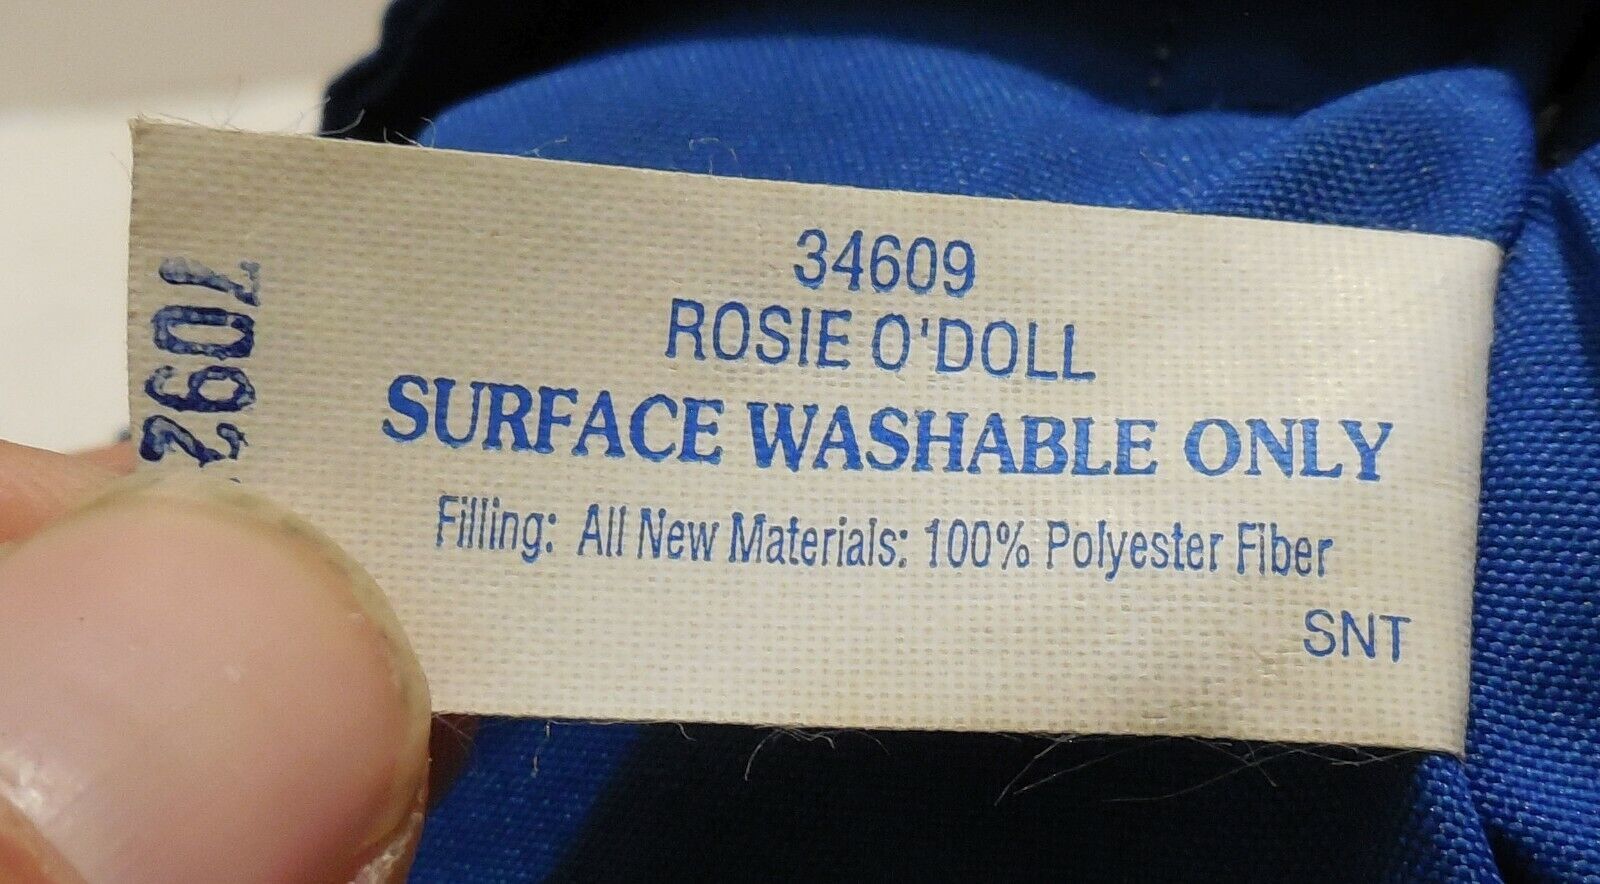 34609
ROSIE O'DOLL
SURFACE WASHABLE ONLY
Filling: All New Materials: 100% Polyester Fiber
SNT